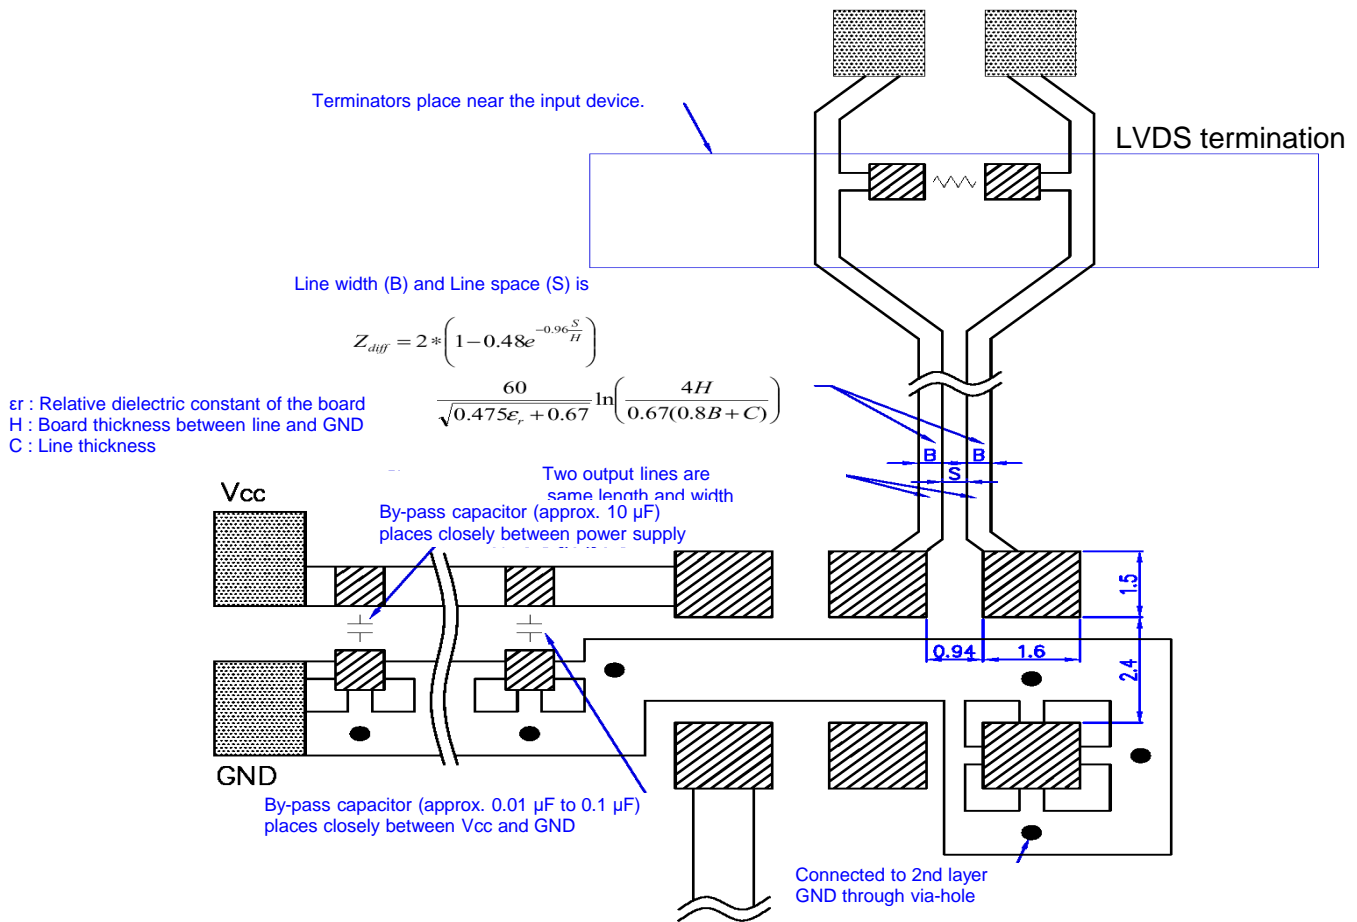 Terminators place near the input device.
LVDS termination
Line width (B) and Line space (S) is
Z_diff = 2 * (1 − 0.48e^(−0.96 S/H))
60 / √(0.475ε_r + 0.67) ln(4H / 0.67(0.8B + C))
εr : Relative dielectric constant of the board
H : Board thickness between line and GND
C : Line thickness
B B
S
Two output lines are
same length and width
Vcc
By-pass capacitor (approx. 10 µF)
places closely between power supply
1.5
0.94 1.6
2.4
GND
By-pass capacitor (approx. 0.01 µF to 0.1 µF)
places closely between Vcc and GND
Connected to 2nd layer
GND through via-hole